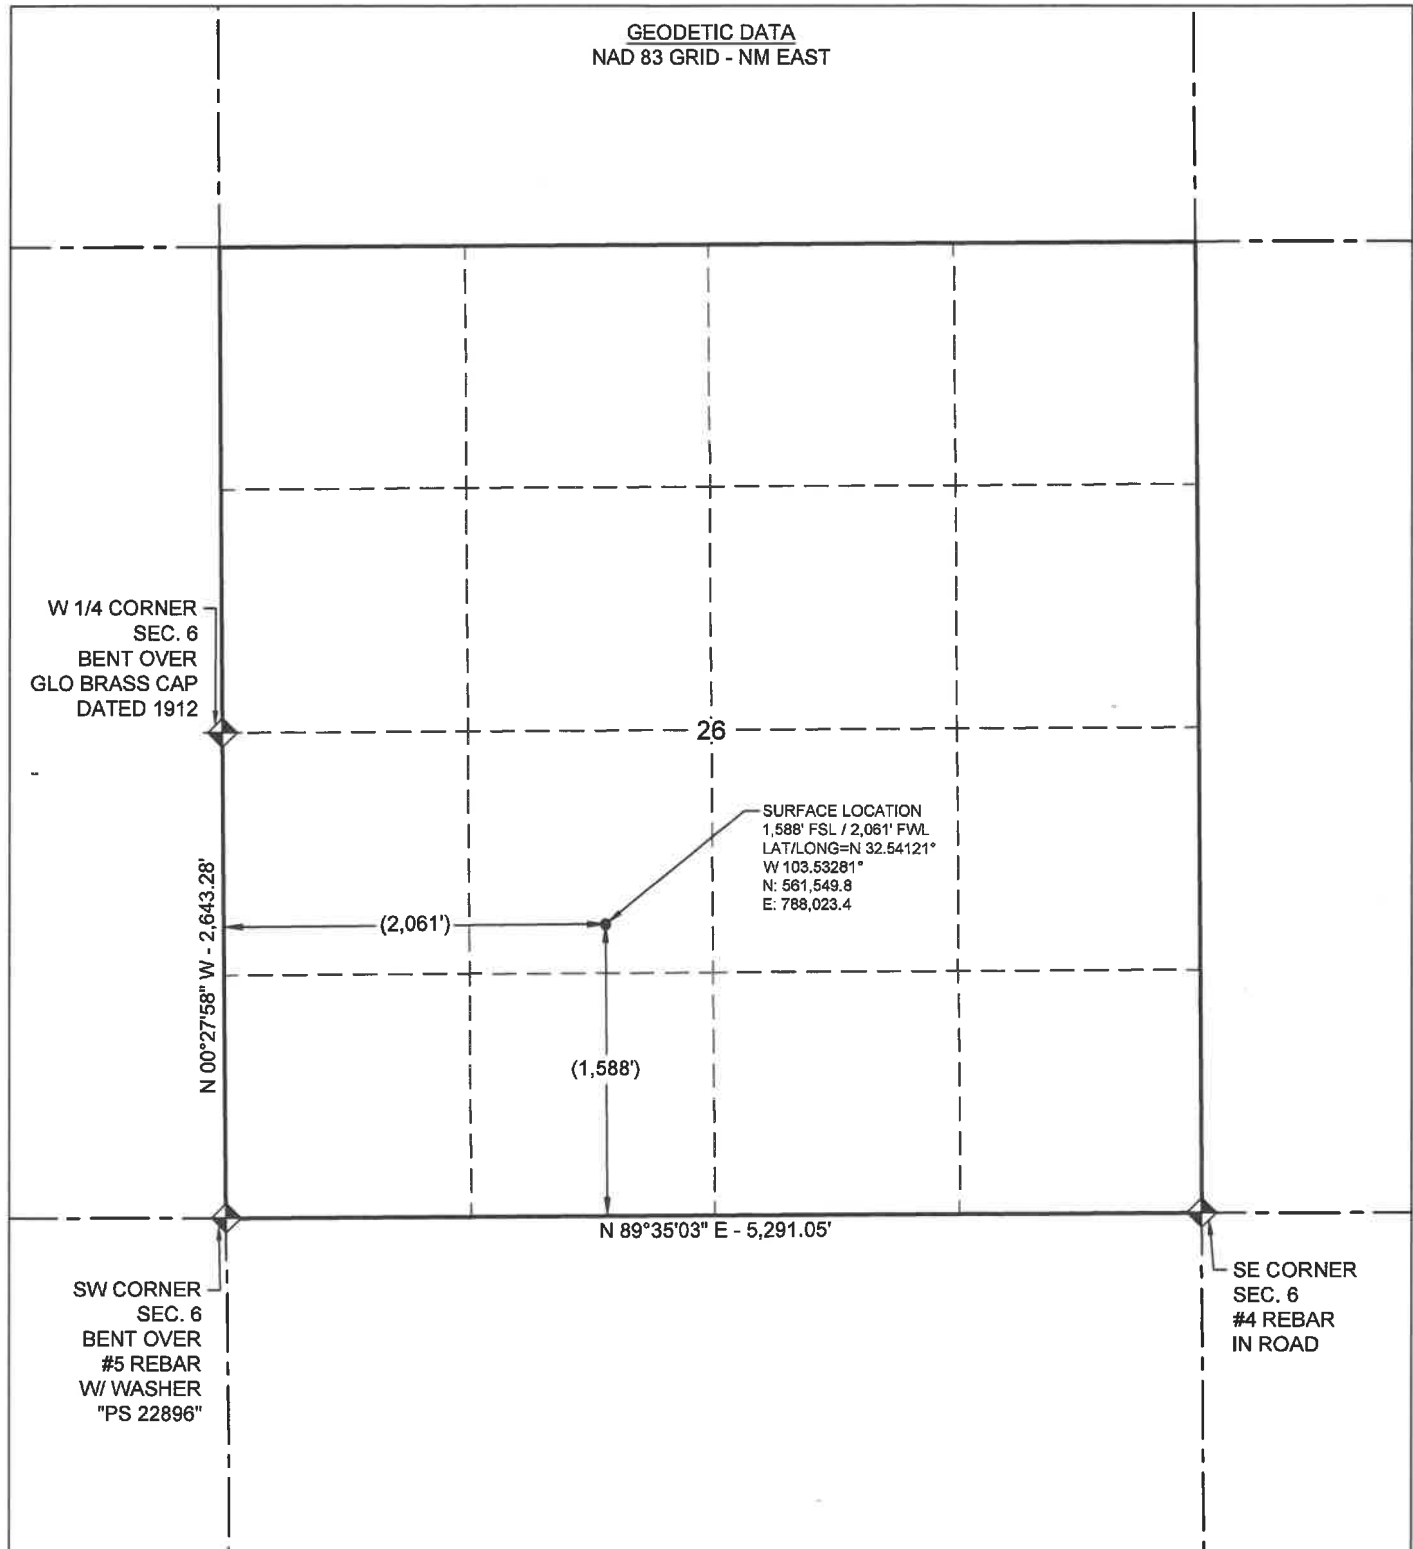 GEODETIC DATA
NAD 83 GRID - NM EAST
W 1/4 CORNER
SEC. 6
BENT OVER
GLO BRASS CAP
DATED 1912
26
SURFACE LOCATION
1,588' FSL / 2,061' FWL
LAT/LONG=N 32.54121°
W 103.53281°
N: 561,549.8
E: 788,023.4
(2,061')
N 00°27'58" W - 2,643.28'
(1,588')
N 89°35'03" E - 5,291.05'
SW CORNER
SEC. 6
BENT OVER
#5 REBAR
W/ WASHER
"PS 22896"
SE CORNER
SEC. 6
#4 REBAR
IN ROAD